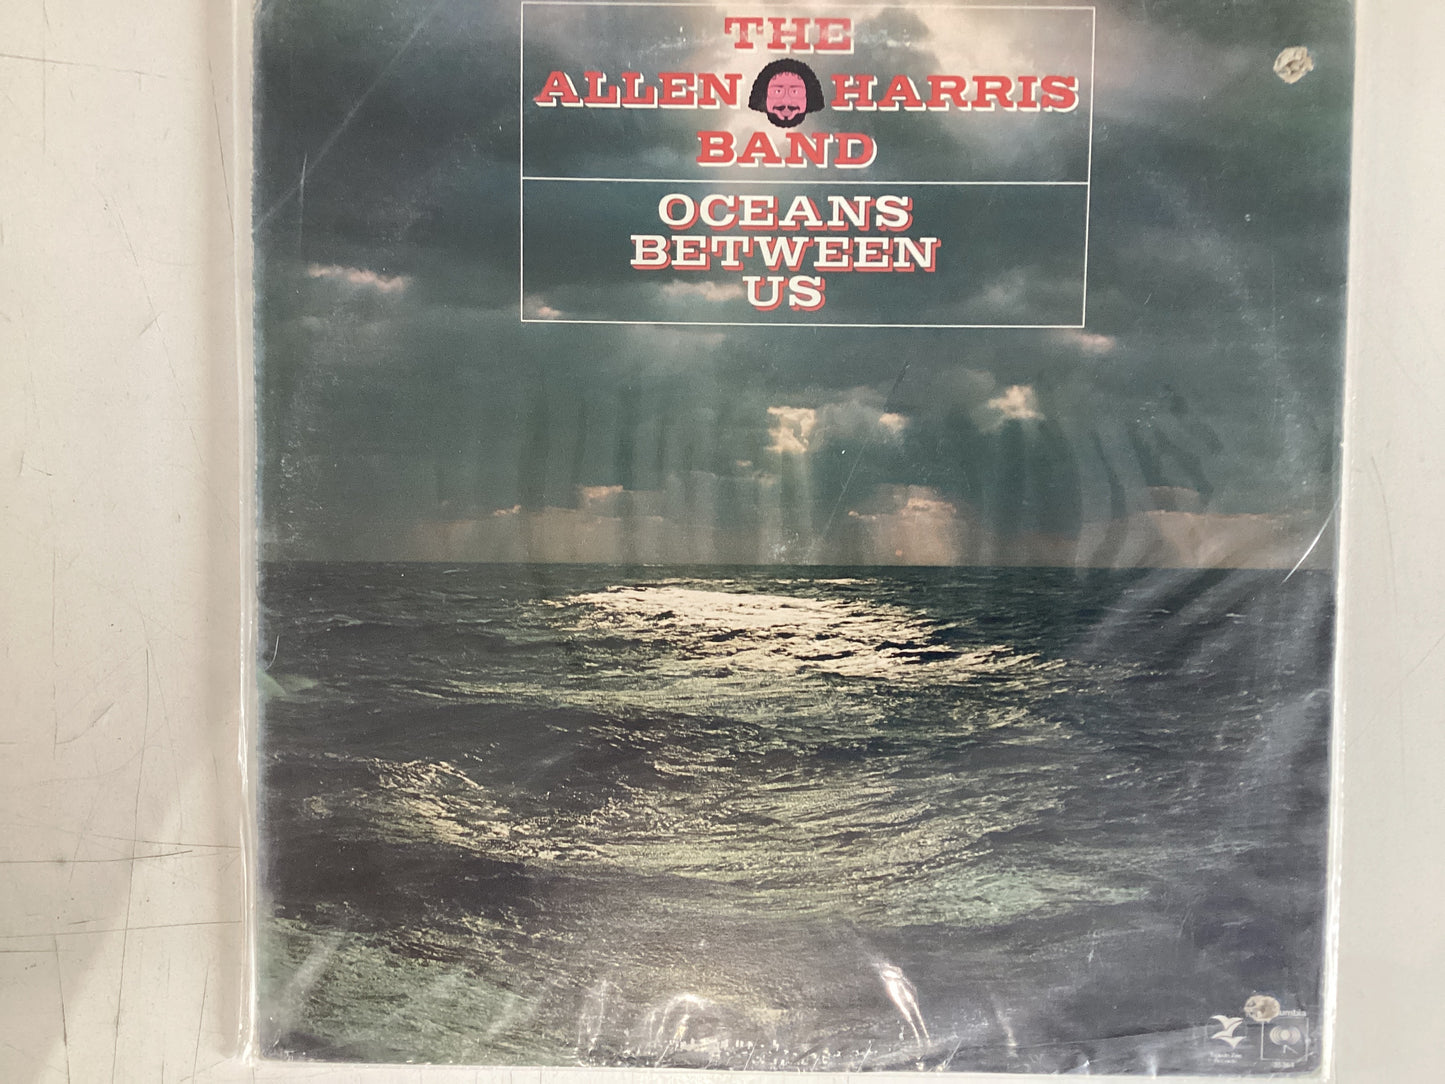 THE
ALLEN HARRIS
BAND
OCEANS
BETWEEN
US